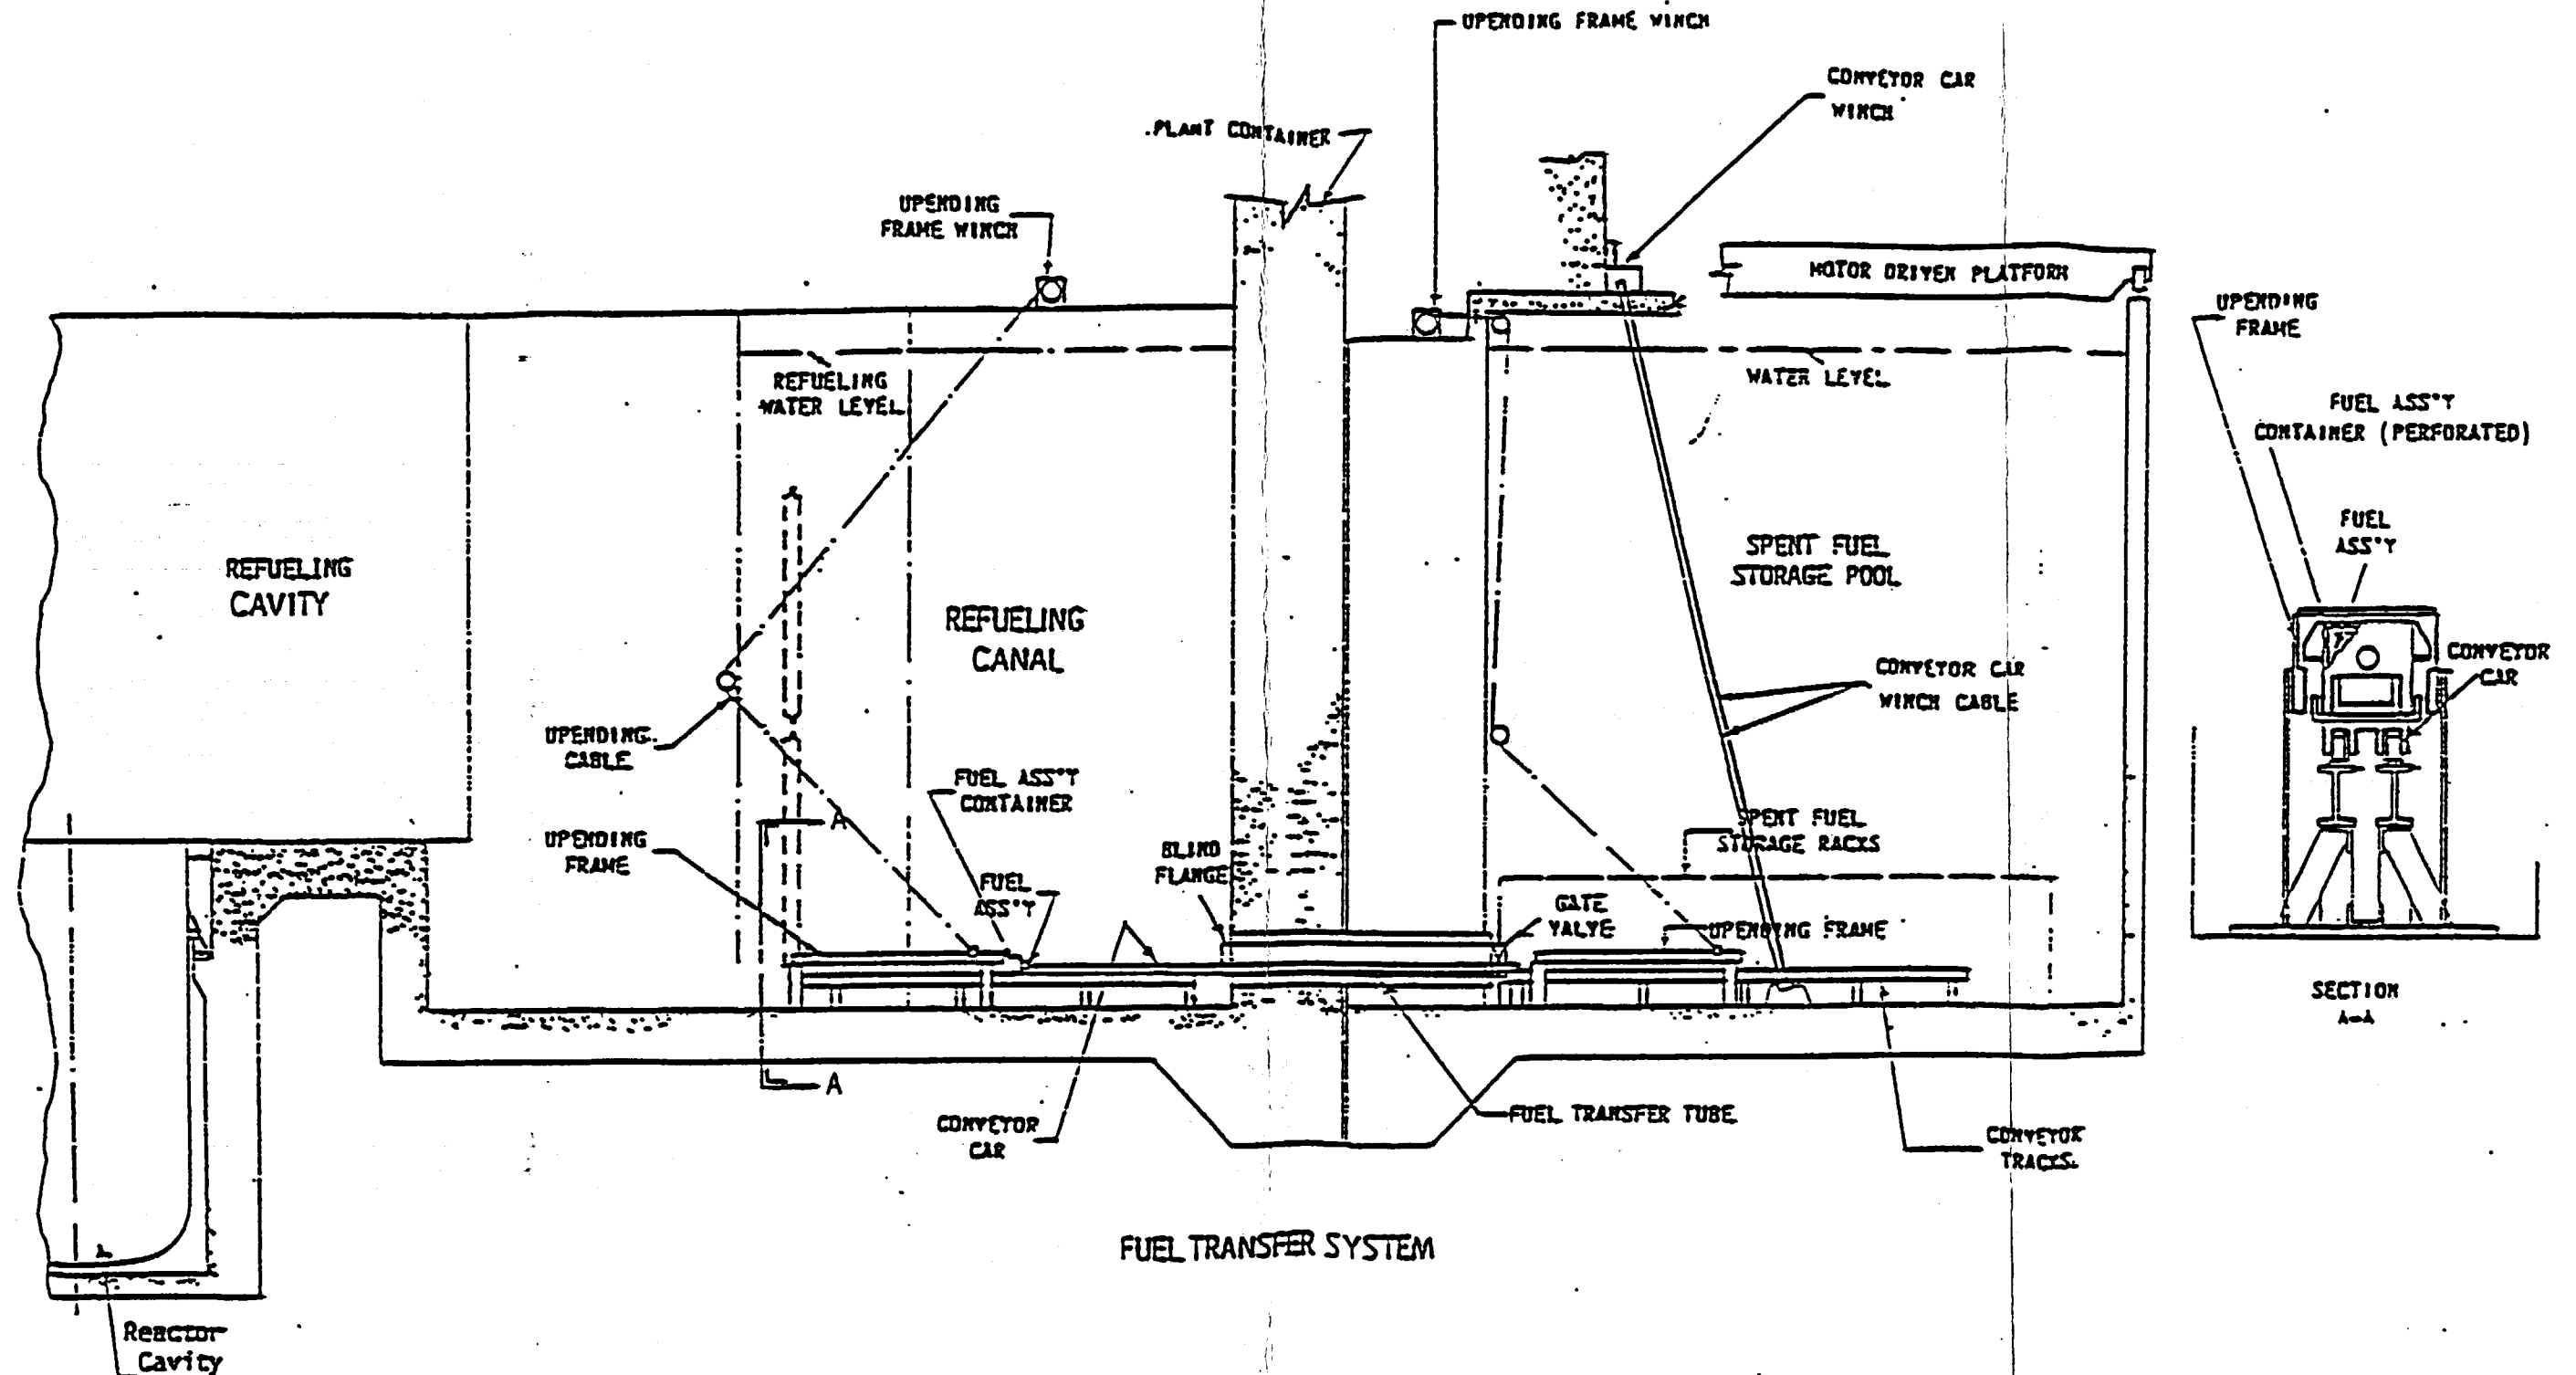 UPENDING FRAME WINCH
CONVEYOR CAR
WINCH
PLANT CONTAINER
UPENDING
FRAME WINCH
MOTOR DRIVEN PLATFORM
UPENDING
FRAME
REFUELING
WATER LEVEL
WATER LEVEL
FUEL ASS'Y
CONTAINER (PERFORATED)
FUEL
ASS'Y
REFUELING
CAVITY
REFUELING
CANAL
SPENT FUEL
STORAGE POOL
CONVEYOR CAR
WINCH CABLE
CONVEYOR
CAR
UPENDING
CABLE
FUEL ASS'Y
CONTAINER
A
UPENDING
FRAME
FUEL
ASS'Y
BLIND
FLANGE
SPENT FUEL
STORAGE RACKS
GATE
VALVE
UPENDING FRAME
SECTION
A-A
A
CONVEYOR
CAR
FUEL TRANSFER TUBE
CONVEYOR
TRACKS
FUEL TRANSFER SYSTEM
Reactor
Cavity